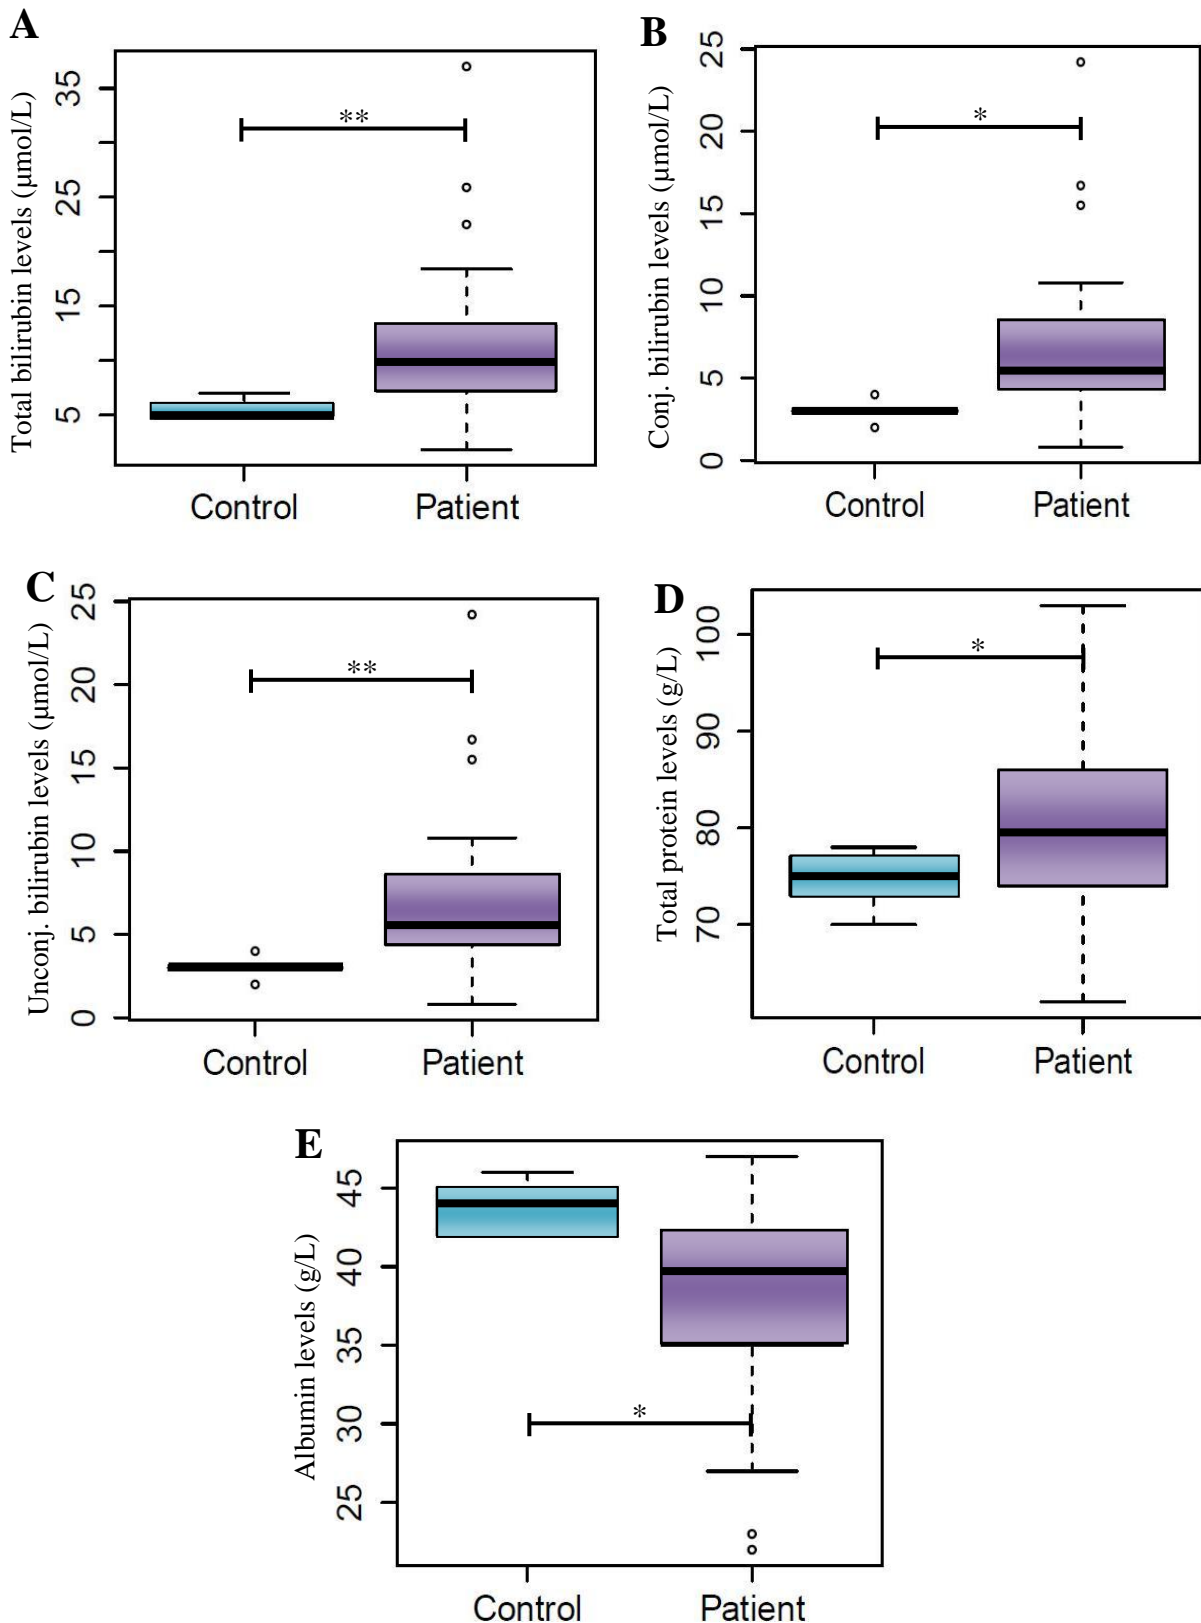 A
Total bilirubin levels (µmol/L)
35
25
15
5
**
Control Patient
B
Conj. bilirubin levels (µmol/L)
25
20
15
10
5
0
*
Control Patient
C
Unconj. bilirubin levels (µmol/L)
25
20
15
10
5
0
**
Control Patient
D
Total protein levels (g/L)
100
90
80
70
*
Control Patient
E
Albumin levels (g/L)
45
40
35
30
25
*
Control Patient